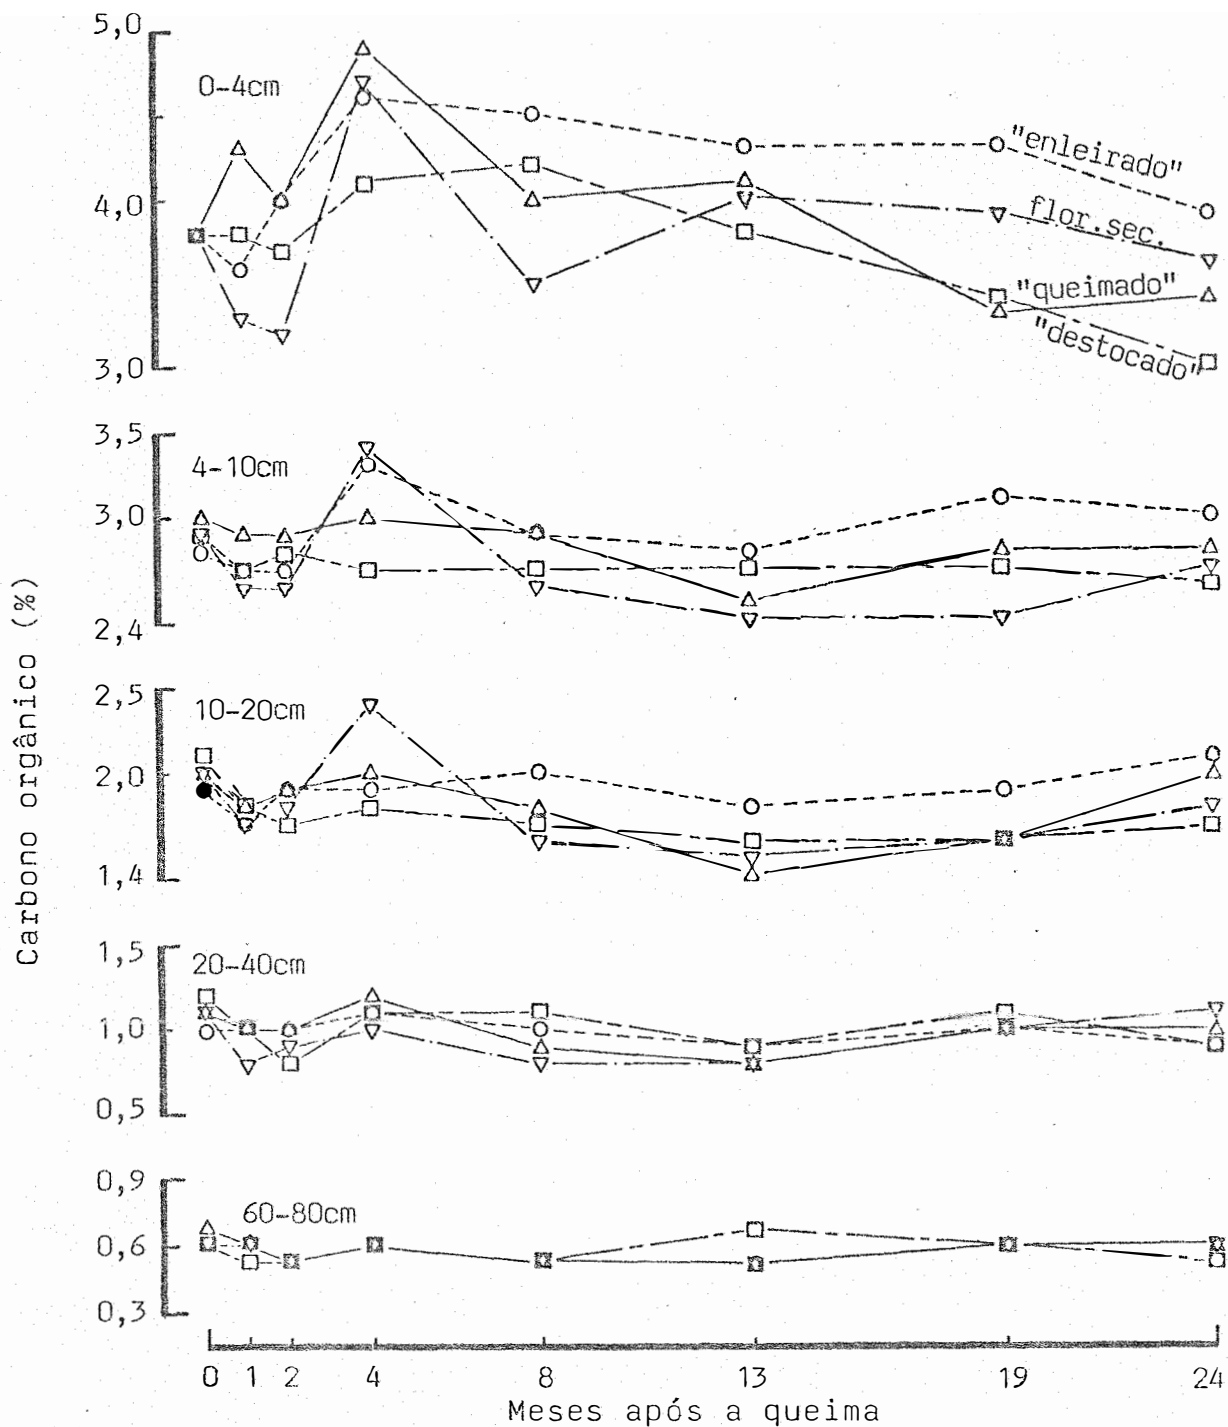 5,0
0-4cm
4,0
3,0
"enleirado"
flor.sec.
"queimado"
"destocado"
3,5
4-10cm
3,0
2,4
2,5
10-20cm
2,0
1,4
1,5
20-40cm
1,0
0,5
0,9
60-80cm
0,6
0,3
Carbono orgânico (%)
0 1 2 4 8 13 19 24
Meses após a queima